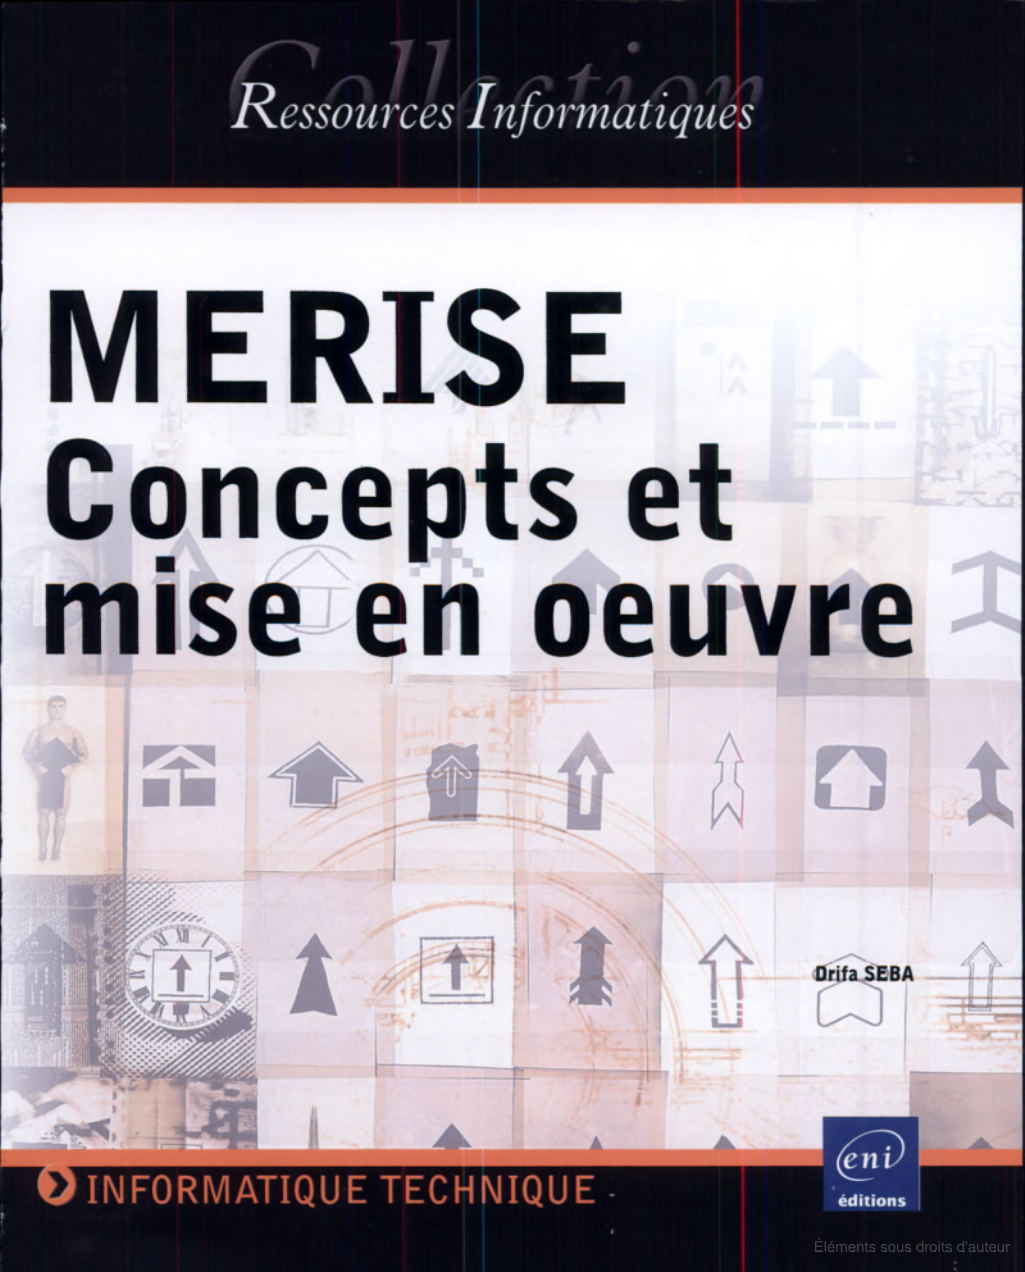 Collection
Ressources Informatiques
MERISE
Concepts et
mise en oeuvre
Drifa SEBA
eni
éditions
INFORMATIQUE TECHNIQUE
Éléments sous droits d'auteur